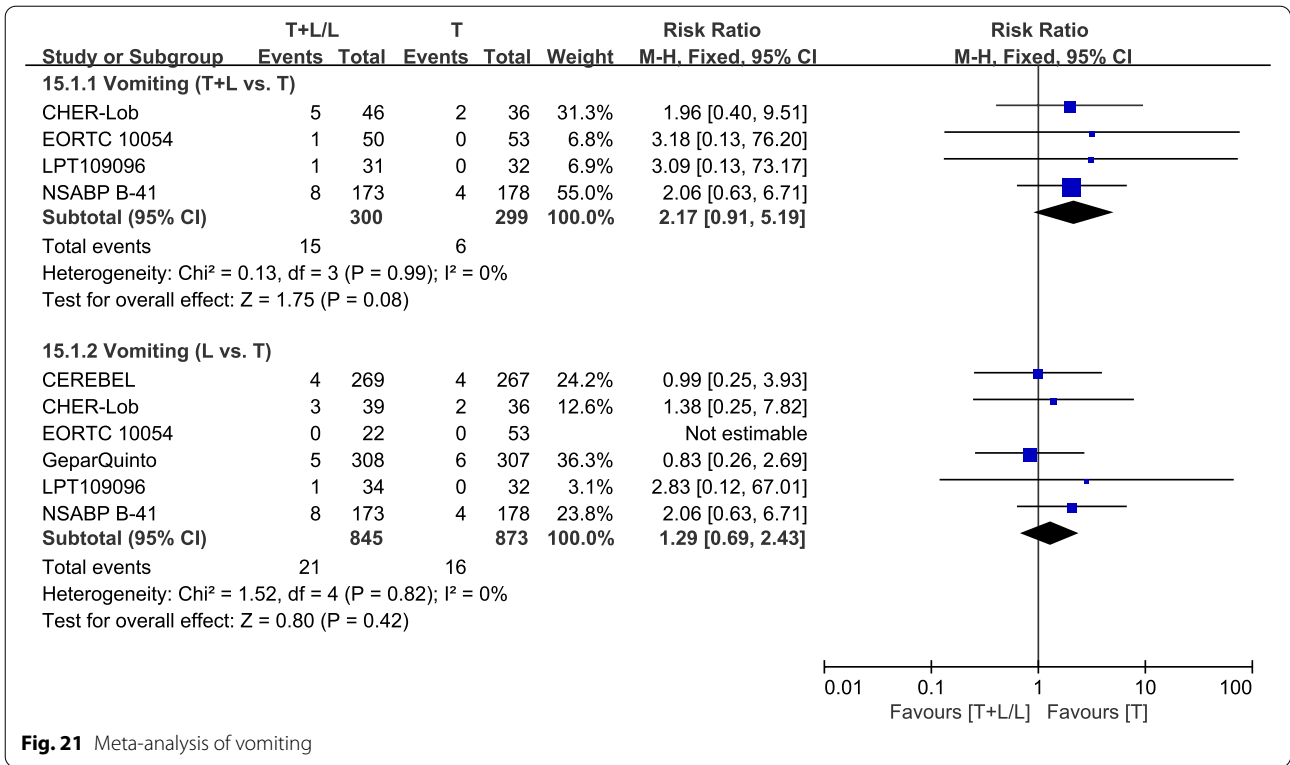 T+L/L T Risk Ratio Risk Ratio
Study or Subgroup Events Total Events Total Weight M-H, Fixed, 95% CI M-H, Fixed, 95% CI
15.1.1 Vomiting (T+L vs. T)
CHER-Lob 5 46 2 36 31.3% 1.96 [0.40, 9.51]
EORTC 10054 1 50 0 53 6.8% 3.18 [0.13, 76.20]
LPT109096 1 31 0 32 6.9% 3.09 [0.13, 73.17]
NSABP B-41 8 173 4 178 55.0% 2.06 [0.63, 6.71]
Subtotal (95% CI) 300 299 100.0% 2.17 [0.91, 5.19]
Total events 15 6
Heterogeneity: Chi² = 0.13, df = 3 (P = 0.99); I² = 0%
Test for overall effect: Z = 1.75 (P = 0.08)
15.1.2 Vomiting (L vs. T)
CEREBEL 4 269 4 267 24.2% 0.99 [0.25, 3.93]
CHER-Lob 3 39 2 36 12.6% 1.38 [0.25, 7.82]
EORTC 10054 0 22 0 53 Not estimable
GeparQuinto 5 308 6 307 36.3% 0.83 [0.26, 2.69]
LPT109096 1 34 0 32 3.1% 2.83 [0.12, 67.01]
NSABP B-41 8 173 4 178 23.8% 2.06 [0.63, 6.71]
Subtotal (95% CI) 845 873 100.0% 1.29 [0.69, 2.43]
Total events 21 16
Heterogeneity: Chi² = 1.52, df = 4 (P = 0.82); I² = 0%
Test for overall effect: Z = 0.80 (P = 0.42)
0.01 0.1 1 10 100
Favours [T+L/L] Favours [T]
Fig. 21 Meta-analysis of vomiting